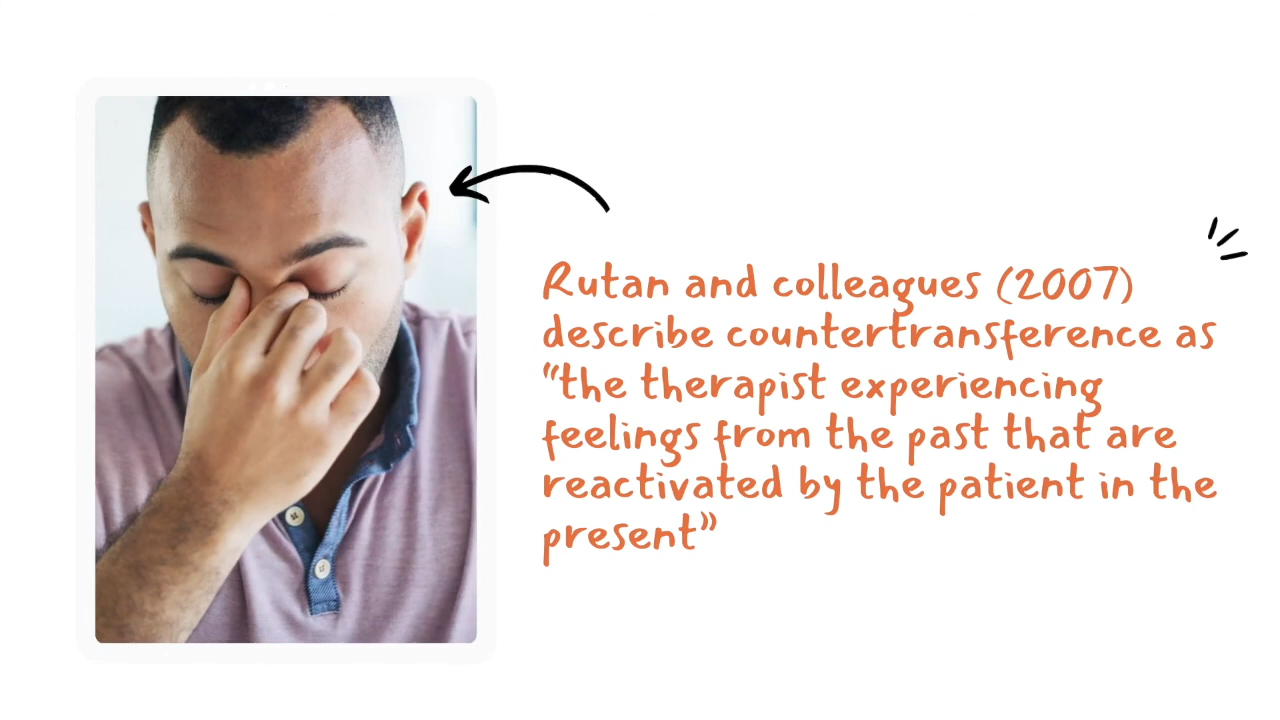 Rutan and colleagues (2007)
describe countertransference as
"the therapist experiencing
feelings from the past that are
reactivated by the patient in the
present"